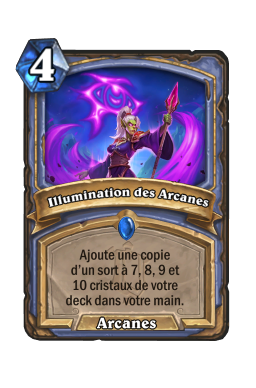 4
Illumination des Arcanes
Ajoute une copie
d'un sort à 7, 8, 9 et
10 cristaux de votre
deck dans votre main.
Arcanes